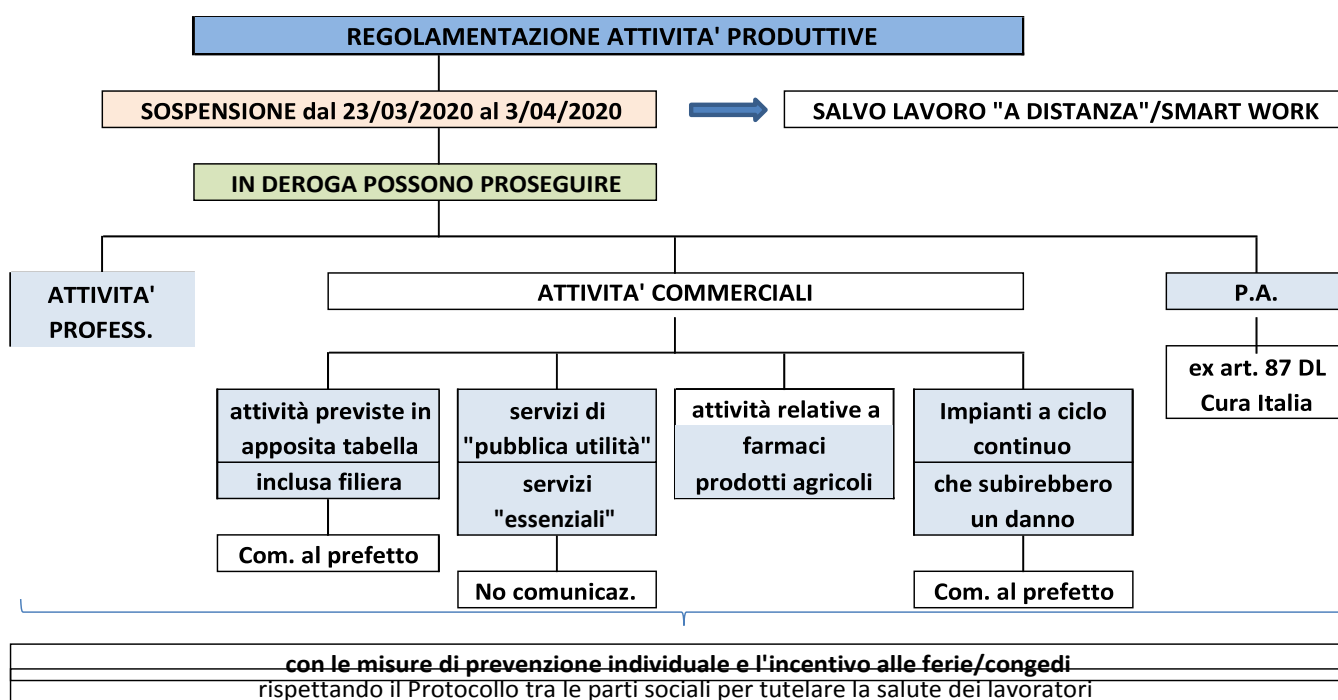 REGOLAMENTAZIONE ATTIVITA' PRODUTTIVE
SOSPENSIONE dal 23/03/2020 al 3/04/2020
SALVO LAVORO "A DISTANZA"/SMART WORK
IN DEROGA POSSONO PROSEGUIRE
ATTIVITA'
PROFESS.
ATTIVITA' COMMERCIALI
P.A.
ex art. 87 DL
Cura Italia
attività previste in
apposita tabella
inclusa filiera
Com. al prefetto
servizi di
"pubblica utilità"
servizi
"essenziali"
No comunicaz.
attività relative a
farmaci
prodotti agricoli
Impianti a ciclo
continuo
che subirebbero
un danno
Com. al prefetto
con le misure di prevenzione individuale e l'incentivo alle ferie/congedi
rispettando il Protocollo tra le parti sociali per tutelare la salute dei lavoratori